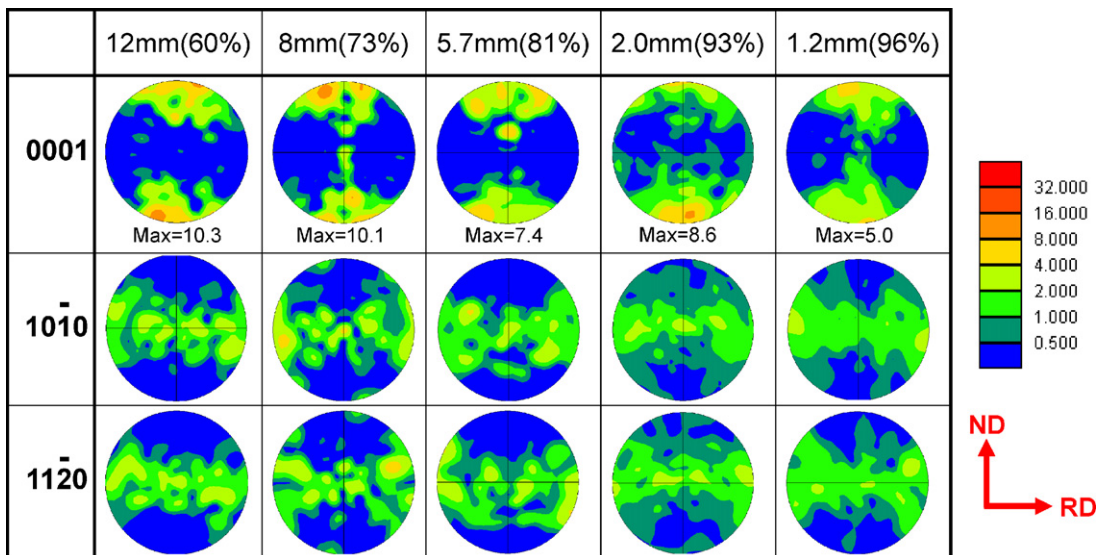 12mm(60%) 8mm(73%) 5.7mm(81%) 2.0mm(93%) 1.2mm(96%)
0001
Max=10.3 Max=10.1 Max=7.4 Max=8.6 Max=5.0
101̄0
112̄0
32.000
16.000
8.000
4.000
2.000
1.000
0.500
ND
RD